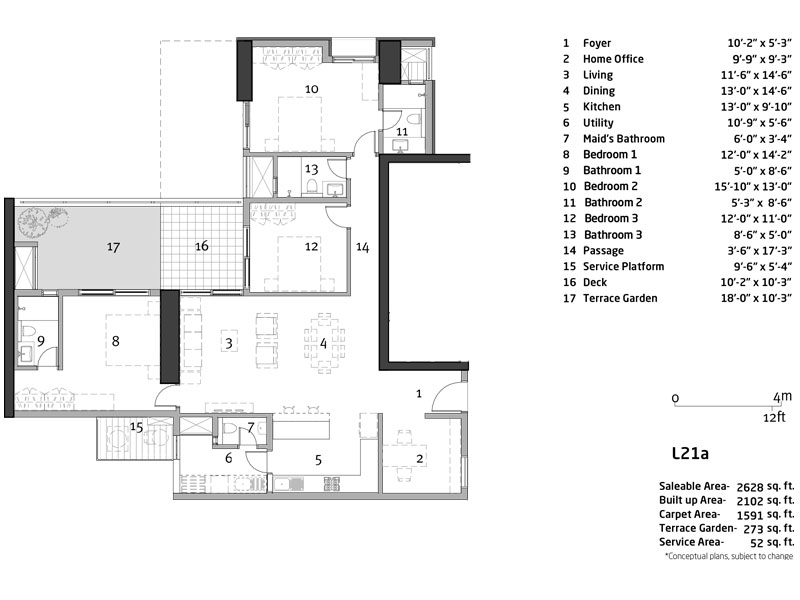 1 Foyer 10'-2" x 5'-3"
2 Home Office 9'-9" x 9'-3"
3 Living 11'-6" x 14'-6"
4 Dining 13'-0" x 14'-6"
5 Kitchen 13'-0" x 9'-10"
6 Utility 10'-9" x 5'-6"
7 Maid's Bathroom 6'-0" x 3'-4"
8 Bedroom 1 12'-0" x 14'-2"
9 Bathroom 1 5'-0" x 8'-6"
10 Bedroom 2 15'-10" x 13'-0"
11 Bathroom 2 5'-3" x 8'-6"
12 Bedroom 3 12'-0" x 11'-0"
13 Bathroom 3 8'-6" x 5'-0"
14 Passage 3'-6" x 17'-3"
15 Service Platform 9'-6" x 5'-4"
16 Deck 10'-2" x 10'-3"
17 Terrace Garden 18'-0" x 10'-3"
10
11
13
17
16
12
14
9
8
3
4
1
15
7
6
5
2
0 4m
12ft
L21a
Saleable Area- 2628 sq. ft.
Built up Area- 2102 sq. ft.
Carpet Area- 1591 sq. ft.
Terrace Garden- 273 sq. ft.
Service Area- 52 sq. ft.
*Conceptual plans, subject to change